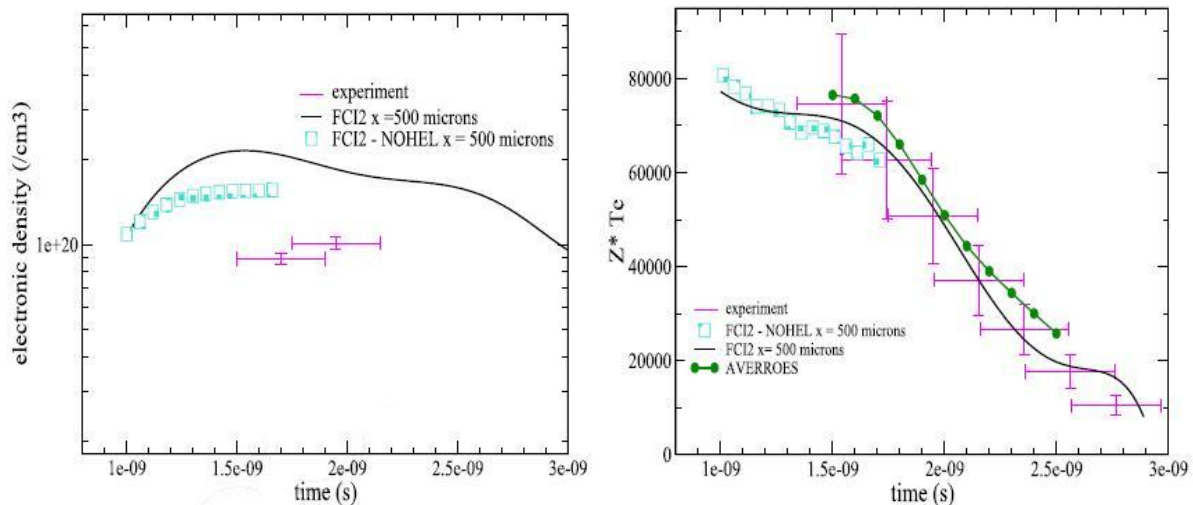 electronic density (/cm3)
1e+20
experiment
FCI2 x =500 microns
FCI2 - NOHEL x = 500 microns
1e-09
1.5e-09
2e-09
2.5e-09
3e-09
time (s)
Z* Te
80000
60000
40000
20000
0
experiment
FCI2 - NOHEL x = 500 microns
FCI2 x= 500 microns
AVERROES
1e-09
1.5e-09
2e-09
2.5e-09
3e-09
time (s)